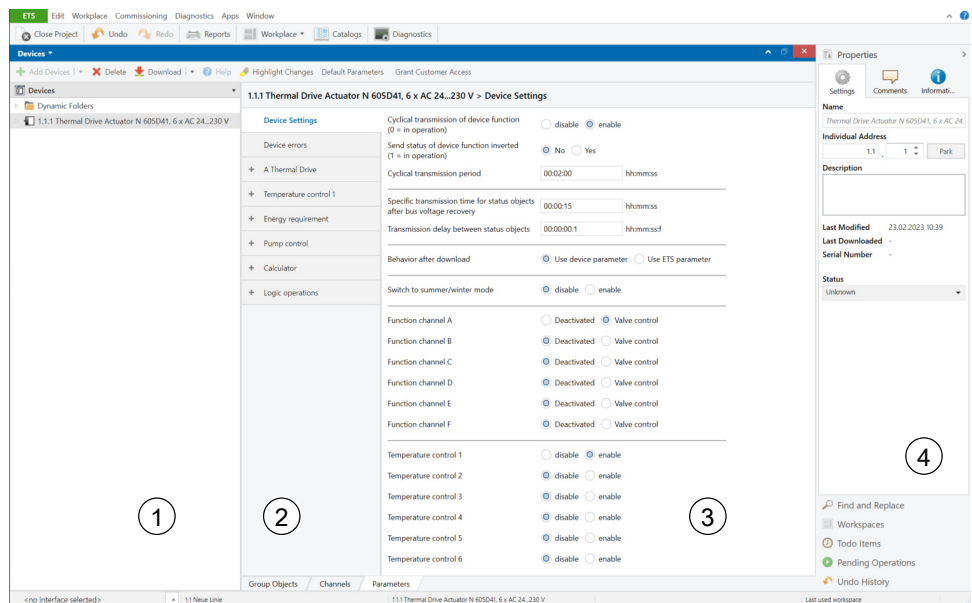 ETS Edit Workplace Commissioning Diagnostics Apps Window
Close Project Undo Redo Reports Workplace Catalogs Diagnostics
Devices
Add Devices Delete Download Help Highlight Changes Default Parameters Grant Customer Access
Devices
Dynamic Folders
1.1.1 Thermal Drive Actuator N 605D41, 6 x AC 24...230 V
1.1.1 Thermal Drive Actuator N 605D41, 6 x AC 24...230 V > Device Settings
Device Settings
Device errors
+ A Thermal Drive
+ Temperature control 1
+ Energy requirement
+ Pump control
+ Calculator
+ Logic operations
Cyclical transmission of device function
(0 = in operation)
disable enable
Send status of device function inverted
(1 = in operation)
No Yes
Cyclical transmission period 00:02:00 hh:mm:ss
Specific transmission time for status objects
after bus voltage recovery
00:00:15 hh:mm:ss
Transmission delay between status objects 00:00:00.1 hh:mm:ss:f
Behavior after download Use device parameter Use ETS parameter
Switch to summer/winter mode disable enable
Function channel A Deactivated Valve control
Function channel B Deactivated Valve control
Function channel C Deactivated Valve control
Function channel D Deactivated Valve control
Function channel E Deactivated Valve control
Function channel F Deactivated Valve control
Temperature control 1 disable enable
Temperature control 2 disable enable
Temperature control 3 disable enable
Temperature control 4 disable enable
Temperature control 5 disable enable
Temperature control 6 disable enable
1
2
3
4
Group Objects Channels Parameters
Properties
Settings Comments Informati...
Name
Thermal Drive Actuator N 605D41, 6 x AC 24.
Individual Address
1.1 . 1 Park
Description
Last Modified 23.02.2023 10:39
Last Downloaded -
Serial Number -
Status
Unknown
Find and Replace
Workspaces
Todo Items
Pending Operations
Undo History
<no interface selected> 1.1 Neue Linie 1.1.1 Thermal Drive Actuator N 605D41, 6 x AC 24...230 V Last used workspace